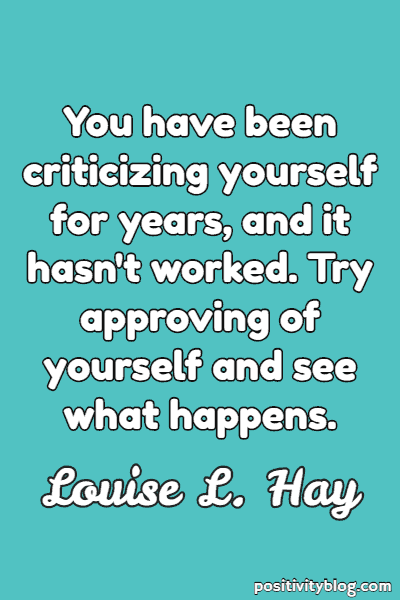 You have been
criticizing yourself
for years, and it
hasn't worked. Try
approving of
yourself and see
what happens.
Louise L. Hay
positivityblog.com